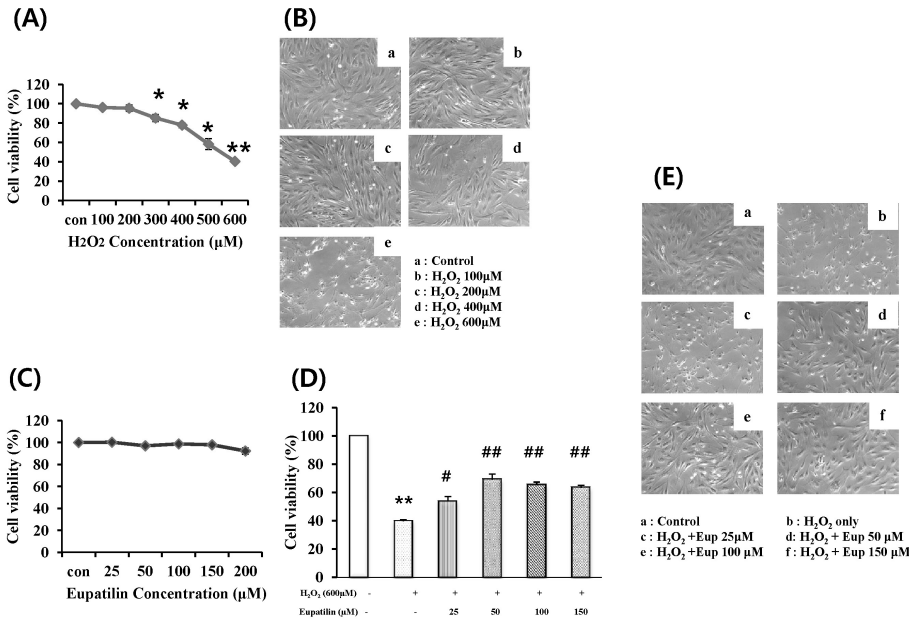 (A)
120
100
80
60
40
20
0
Cell viability (%)
*
*
*
**
con 100 200 300 400 500 600
H2O2 Concentration (μM)
(B)
a
b
c
d
e
a : Control
b : H₂O₂ 100μM
c : H₂O₂ 200μM
d : H₂O₂ 400μM
e : H₂O₂ 600μM
(C)
120
100
80
60
40
20
0
Cell viability (%)
con 25 50 100 150 200
Eupatilin Concentration (μM)
(D)
120
100
80
60
40
20
0
Cell viability (%)
**
#
##
##
##
H₂O₂ (600μM) - + + + + +
Eupatilin (μM) - - 25 50 100 150
(E)
a
b
c
d
e
f
a : Control b : H₂O₂ only
c : H₂O₂ +Eup 25μM d: H₂O₂ + Eup 50 μM
e : H₂O₂ +Eup 100 μM f : H₂O₂ + Eup 150 μM